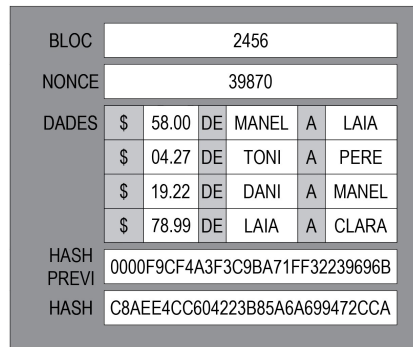 BLOC 2456
NONCE 39870
DADES $ 58.00 DE MANEL A LAIA
$ 04.27 DE TONI A PERE
$ 19.22 DE DANI A MANEL
$ 78.99 DE LAIA A CLARA
HASH PREVI 0000F9CF4A3F3C9BA71FF32239696B
HASH C8AEE4CC604223B85A6A699472CCA